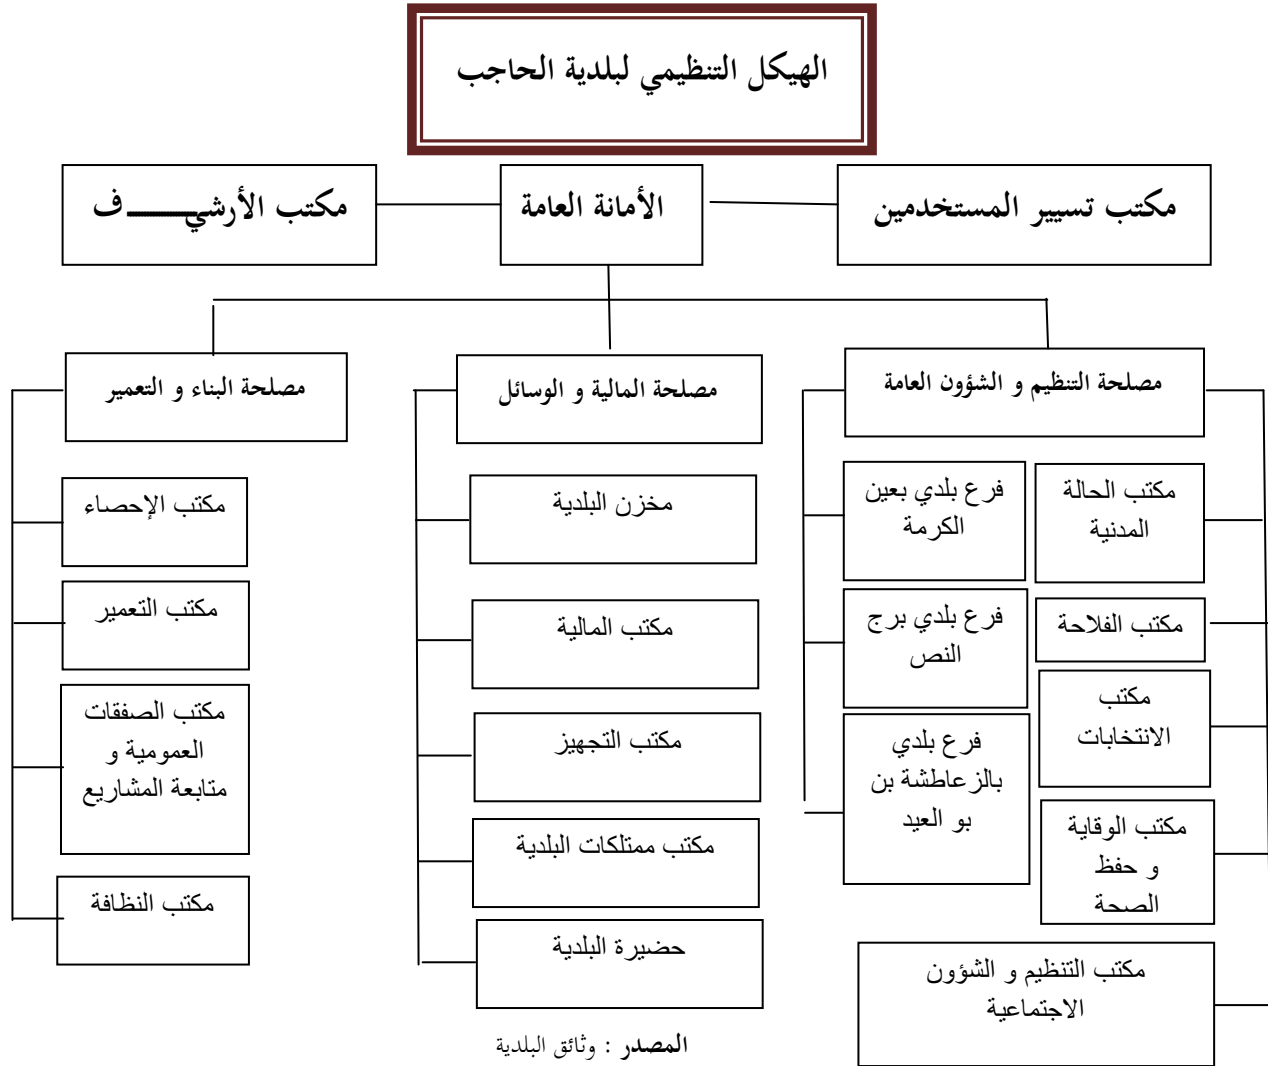 الهيكل التنظيمي لبلدية الحاجب
مكتب تسيير المستخدمين
الأمانة العامة
مكتب الأرشيـــــف
مصلحة التنظيم و الشؤون العامة
مصلحة المالية و الوسائل
مصلحة البناء و التعمير
مكتب الحالة
المدنية
مكتب الفلاحة
مكتب
الانتخابات
مكتب الوقاية
و حفظ
الصحة
مكتب التنظيم و الشؤون
الاجتماعية
فرع بلدي بعين
الكرمة
فرع بلدي برج
النص
فرع بلدي
بالزعاطشة بن
بو العيد
مخزن البلدية
مكتب المالية
مكتب التجهيز
مكتب ممتلكات البلدية
حضيرة البلدية
مكتب الإحصاء
مكتب التعمير
مكتب الصفقات
العمومية و
متابعة المشاريع
مكتب النظافة
المصدر : وثائق البلدية